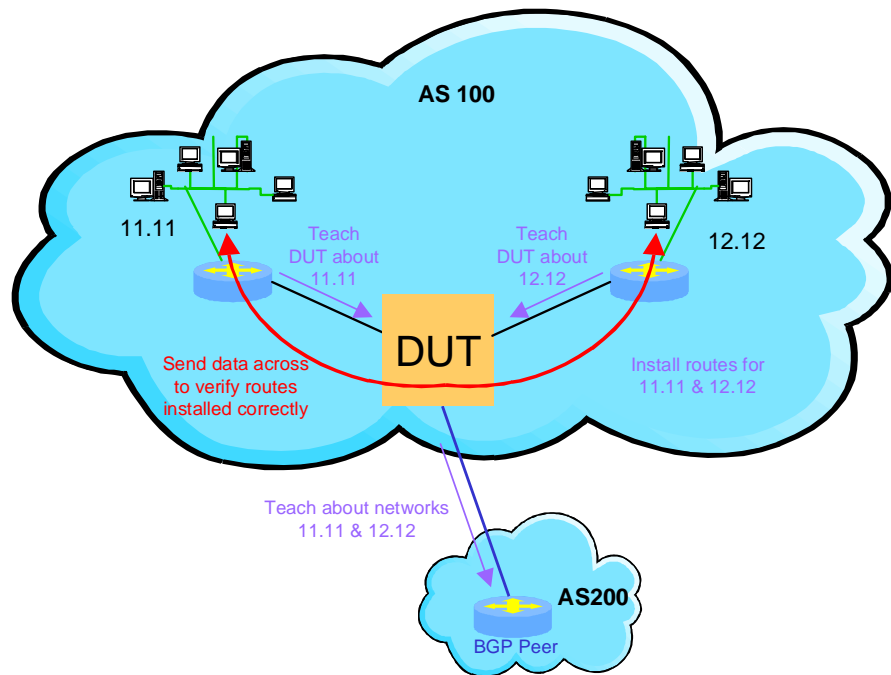 AS 100
11.11
12.12
Teach
DUT about
11.11
Teach
DUT about
12.12
DUT
Send data across
to verify routes
installed correctly
Install routes for
11.11 & 12.12
Teach about networks
11.11 & 12.12
AS200
BGP Peer